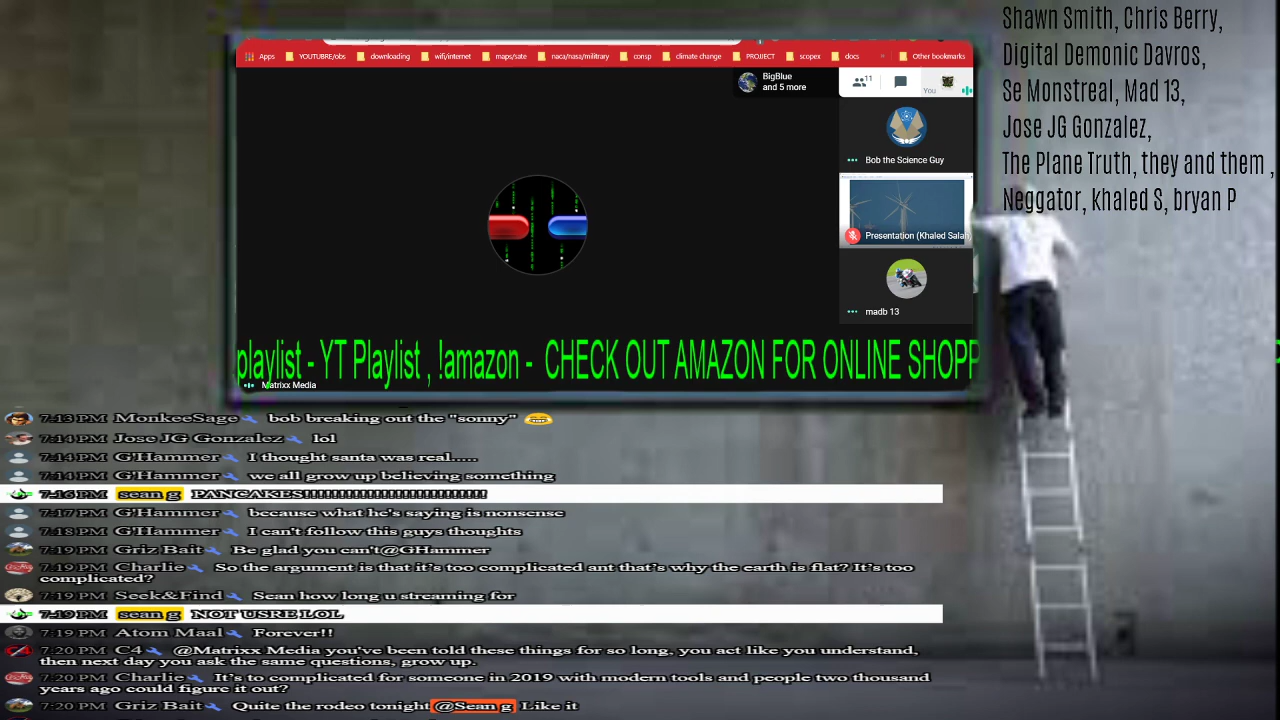 Shawn Smith, Chris Berry,
Digital Demonic Davros,
Se Monstreal, Mad 13,
Jose JG Gonzalez,
The Plane Truth, they and them ,
Neggator, khaled S, bryan P
Apps YOUTUBRE/obs downloading wifi/internet maps/sate naca/nasa/militrary consp climate change PROJECT scopex docs Other bookmarks
BigBlue
and 5 more
11
You
Bob the Science Guy
Presentation (Khaled Salah
madb 13
playlist - YT Playlist , !amazon - CHECK OUT AMAZON FOR ONLINE SHOPP
Matrixx Media
7:13 PM MonkeeSage bob breaking out the "sonny"
7:14 PM Jose JG Gonzalez lol
7:14 PM G'Hammer I thought santa was real.....
7:14 PM G'Hammer we all grow up believing something
7:16 PM sean g PANCAKES!!!!!!!!!!!!!!!!!!!!!!!!!!!!!!!!
7:17 PM G'Hammer because what he's saying is nonsense
7:18 PM G'Hammer I can't follow this guys thoughts
7:19 PM Griz Bait Be glad you can't@GHammer
7:19 PM Charlie So the argument is that it's too complicated ant that's why the earth is flat? It's too
complicated?
7:19 PM Seek&Find Sean how long u streaming for
7:19 PM sean g NOT USRE LOL
7:19 PM Atom Maal Forever!!
7:20 PM C4 @Matrixx Media you've been told these things for so long, you act like you understand,
then next day you ask the same questions, grow up.
7:20 PM Charlie It's to complicated for someone in 2019 with modern tools and people two thousand
years ago could figure it out?
7:20 PM Griz Bait Quite the rodeo tonight @Sean g Like it